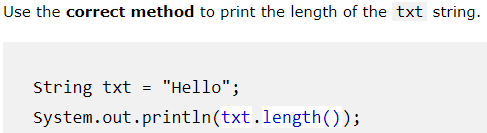 Use the correct method to print the length of the txt string.
String txt = "Hello";
System.out.println(txt.length());